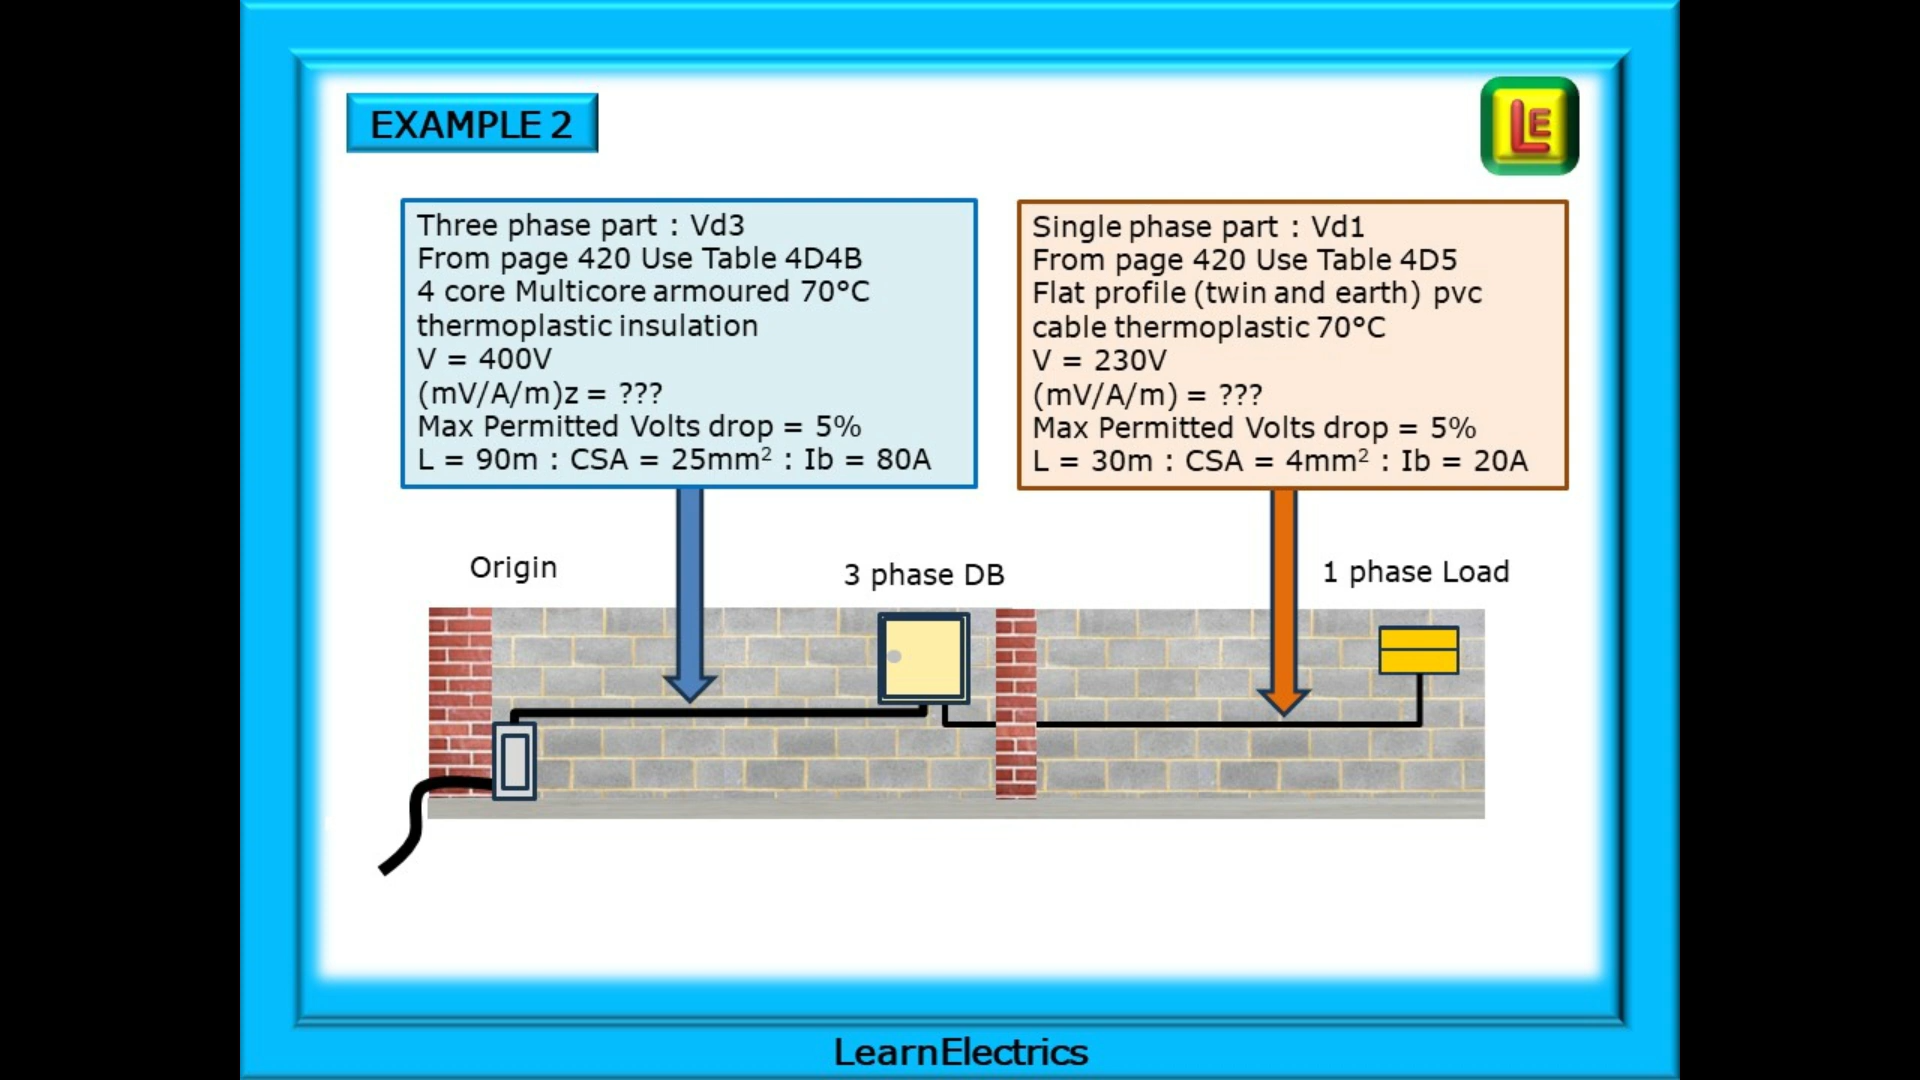 EXAMPLE 2
LE
Three phase part : Vd3
From page 420 Use Table 4D4B
4 core Multicore armoured 70°C
thermoplastic insulation
V = 400V
(mV/A/m)z = ???
Max Permitted Volts drop = 5%
L = 90m : CSA = 25mm² : Ib = 80A
Single phase part : Vd1
From page 420 Use Table 4D5
Flat profile (twin and earth) pvc
cable thermoplastic 70°C
V = 230V
(mV/A/m) = ???
Max Permitted Volts drop = 5%
L = 30m : CSA = 4mm² : Ib = 20A
Origin
3 phase DB
1 phase Load
LearnElectrics